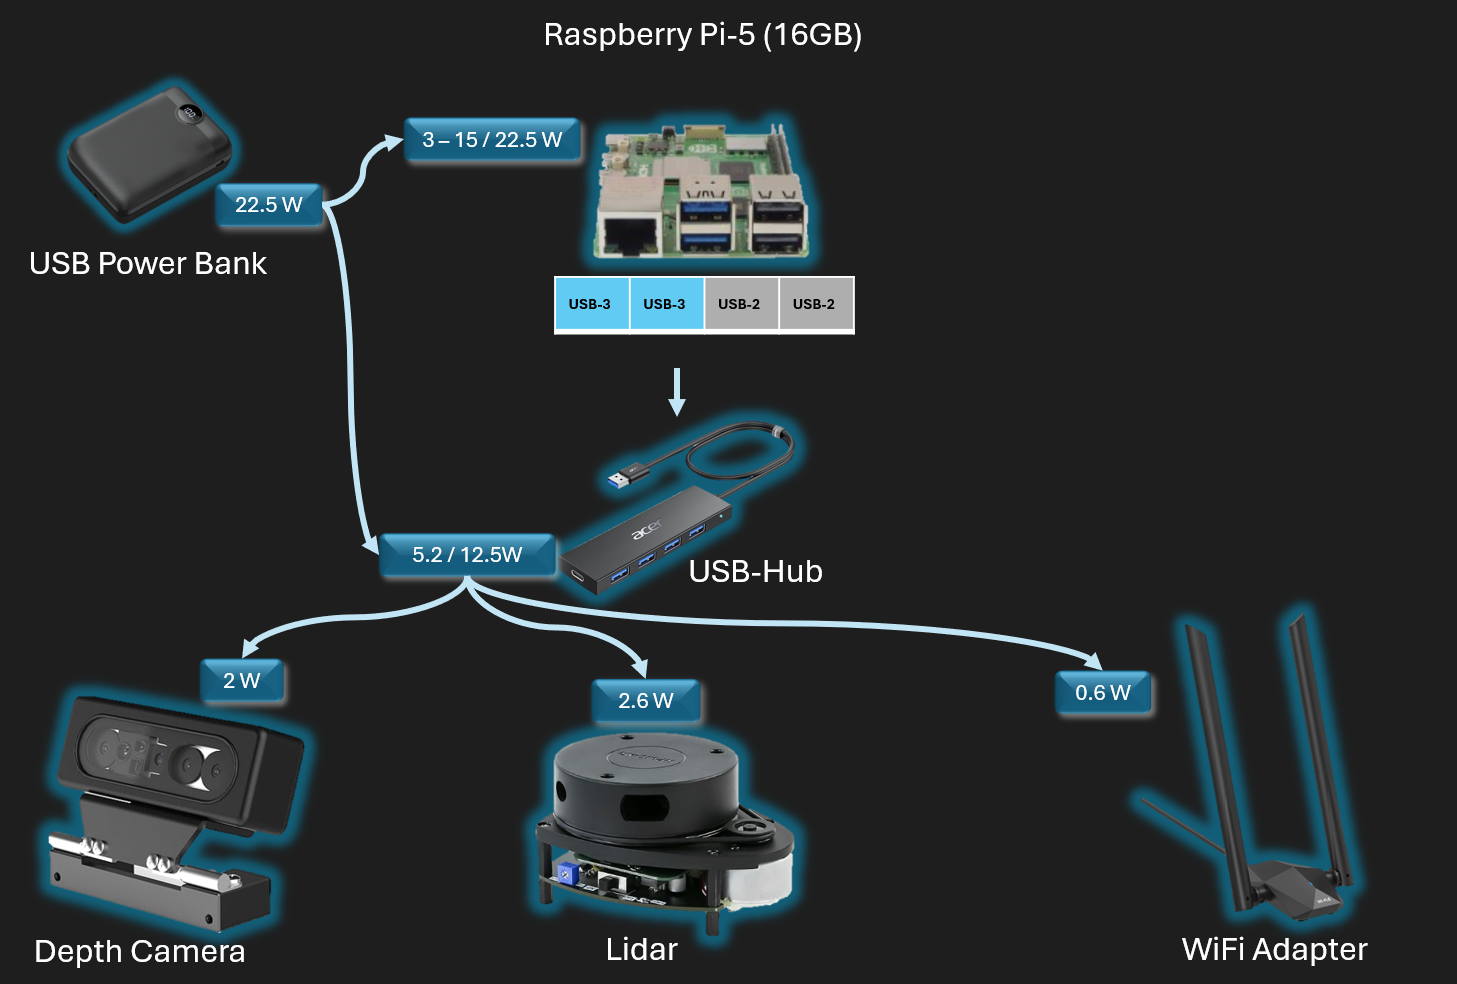 Raspberry Pi-5 (16GB)
3 – 15 / 22.5 W
22.5 W
USB Power Bank
USB-3 USB-3 USB-2 USB-2
acer
5.2 / 12.5W
USB-Hub
2 W
2.6 W
0.6 W
Depth Camera
Lidar
WiFi Adapter